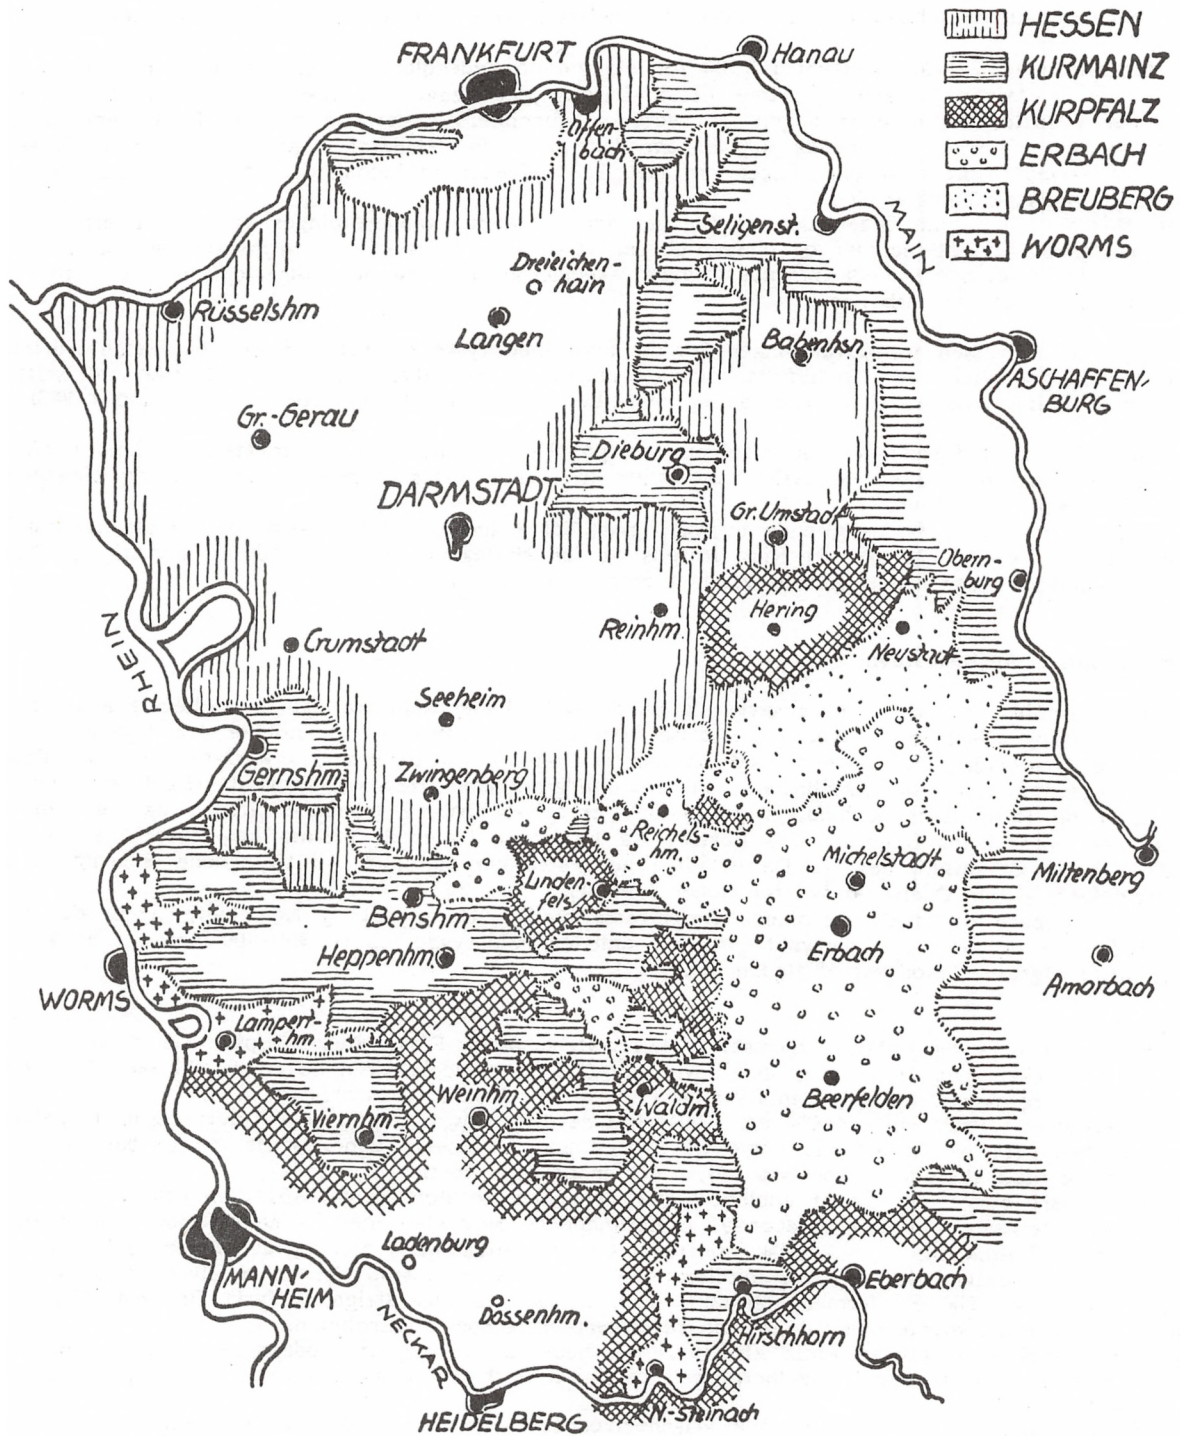 HESSEN
KURMAINZ
KURPFALZ
ERBACH
BREUBERG
WORMS
FRANKFURT
Hanau
Offen-
bach
MAIN
Seligenst.
Dreieichen-
hain
Rüsselshm
Langen
Babenhsn
ASCHAFFEN-
BURG
Gr.-Gerau
Dieburg
DARMSTADT
Gr. Umstadt
Obern-
burg
Hering
Reinhm.
Neustadt
RHEIN
Crumstadt
Seeheim
Gernshm.
Zwingenberg
Reichels-
hm.
Michelstadt
Miltenberg
Linden-
fels
Benshm.
Erbach
Heppenhm.
Amorbach
WORMS
Lampert-
hm.
Weinhm.
Waldm.
Beerfelden
Viernhm.
Ladenburg
MANN-
HEIM
Eberbach
Dossenhm.
NECKAR
Hirschhorn
HEIDELBERG
N.-Steinach